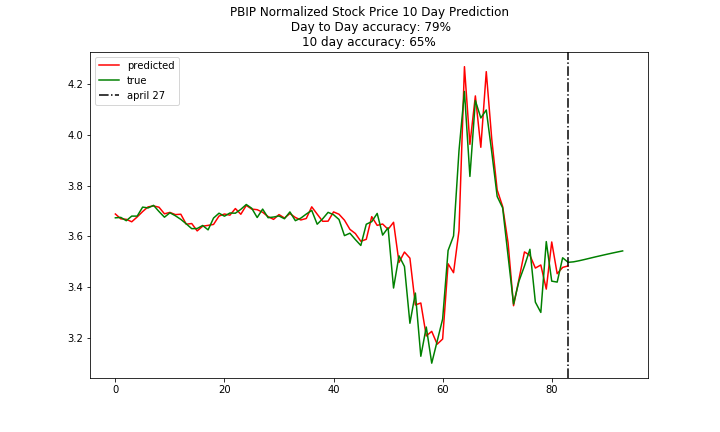 PBIP Normalized Stock Price 10 Day Prediction
Day to Day accuracy: 79%
10 day accuracy: 65%
predicted
true
april 27
4.2
4.0
3.8
3.6
3.4
3.2
0 20 40 60 80